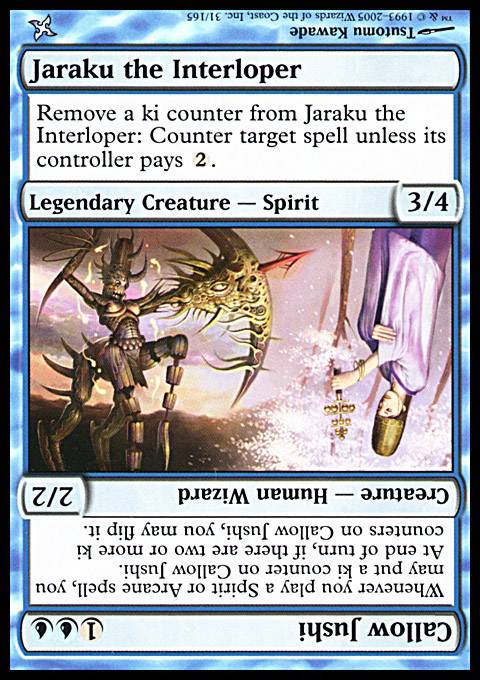 Jaraku the Interloper
Remove a ki counter from Jaraku the
Interloper: Counter target spell unless its
controller pays 2.
Legendary Creature — Spirit 3/4
Callow Jushi 1
Whenever you play a Spirit or Arcane spell, you
may put a ki counter on Callow Jushi.
At end of turn, if there are two or more ki
counters on Callow Jushi, you may flip it.
Creature — Human Wizard 2/2
Tsutomu Kawade
™ & © 1993–2005 Wizards of the Coast, Inc. 31/165